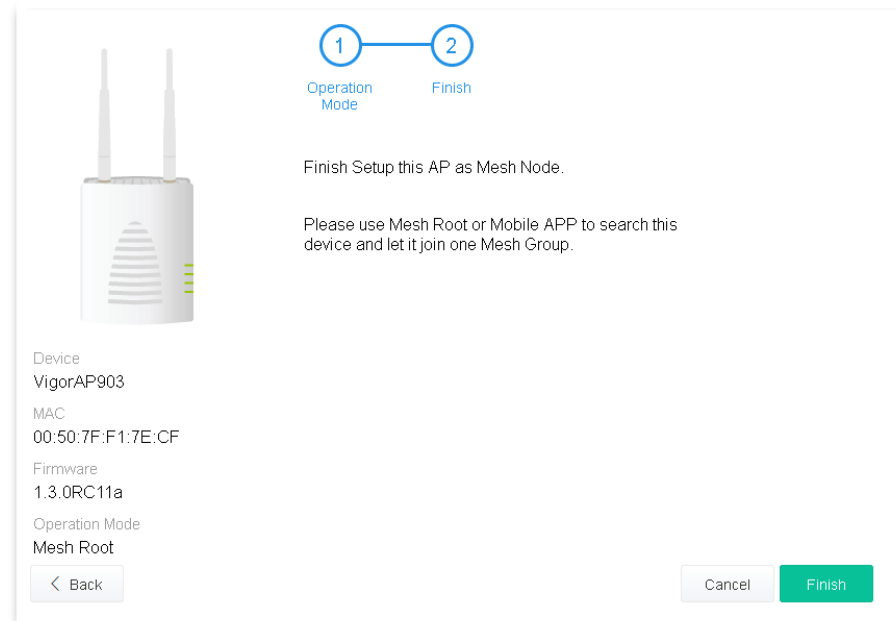 1
2
Operation
Mode
Finish
Finish Setup this AP as Mesh Node.
Please use Mesh Root or Mobile APP to search this
device and let it join one Mesh Group.
Device
VigorAP903
MAC
00:50:7F:F1:7E:CF
Firmware
1.3.0RC11a
Operation Mode
Mesh Root
Back
Cancel
Finish